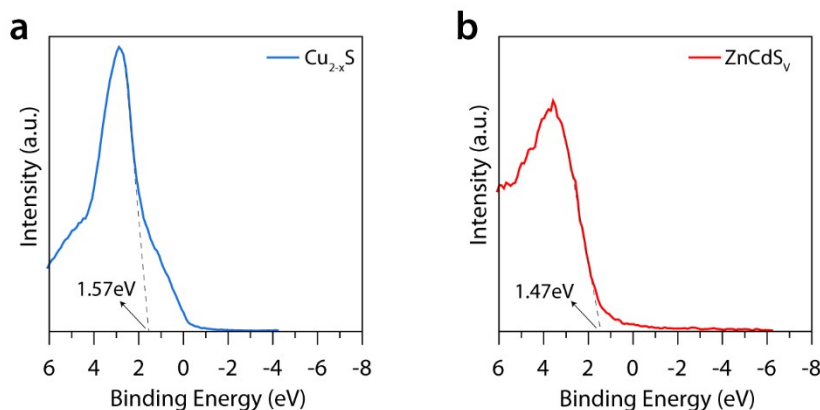 a
Cu2-xS
Intensity (a.u.)
1.57eV
6 4 2 0 -2 -4 -6 -8
Binding Energy (eV)
b
ZnCdSV
Intensity (a.u.)
1.47eV
6 4 2 0 -2 -4 -6 -8
Binding Energy (eV)